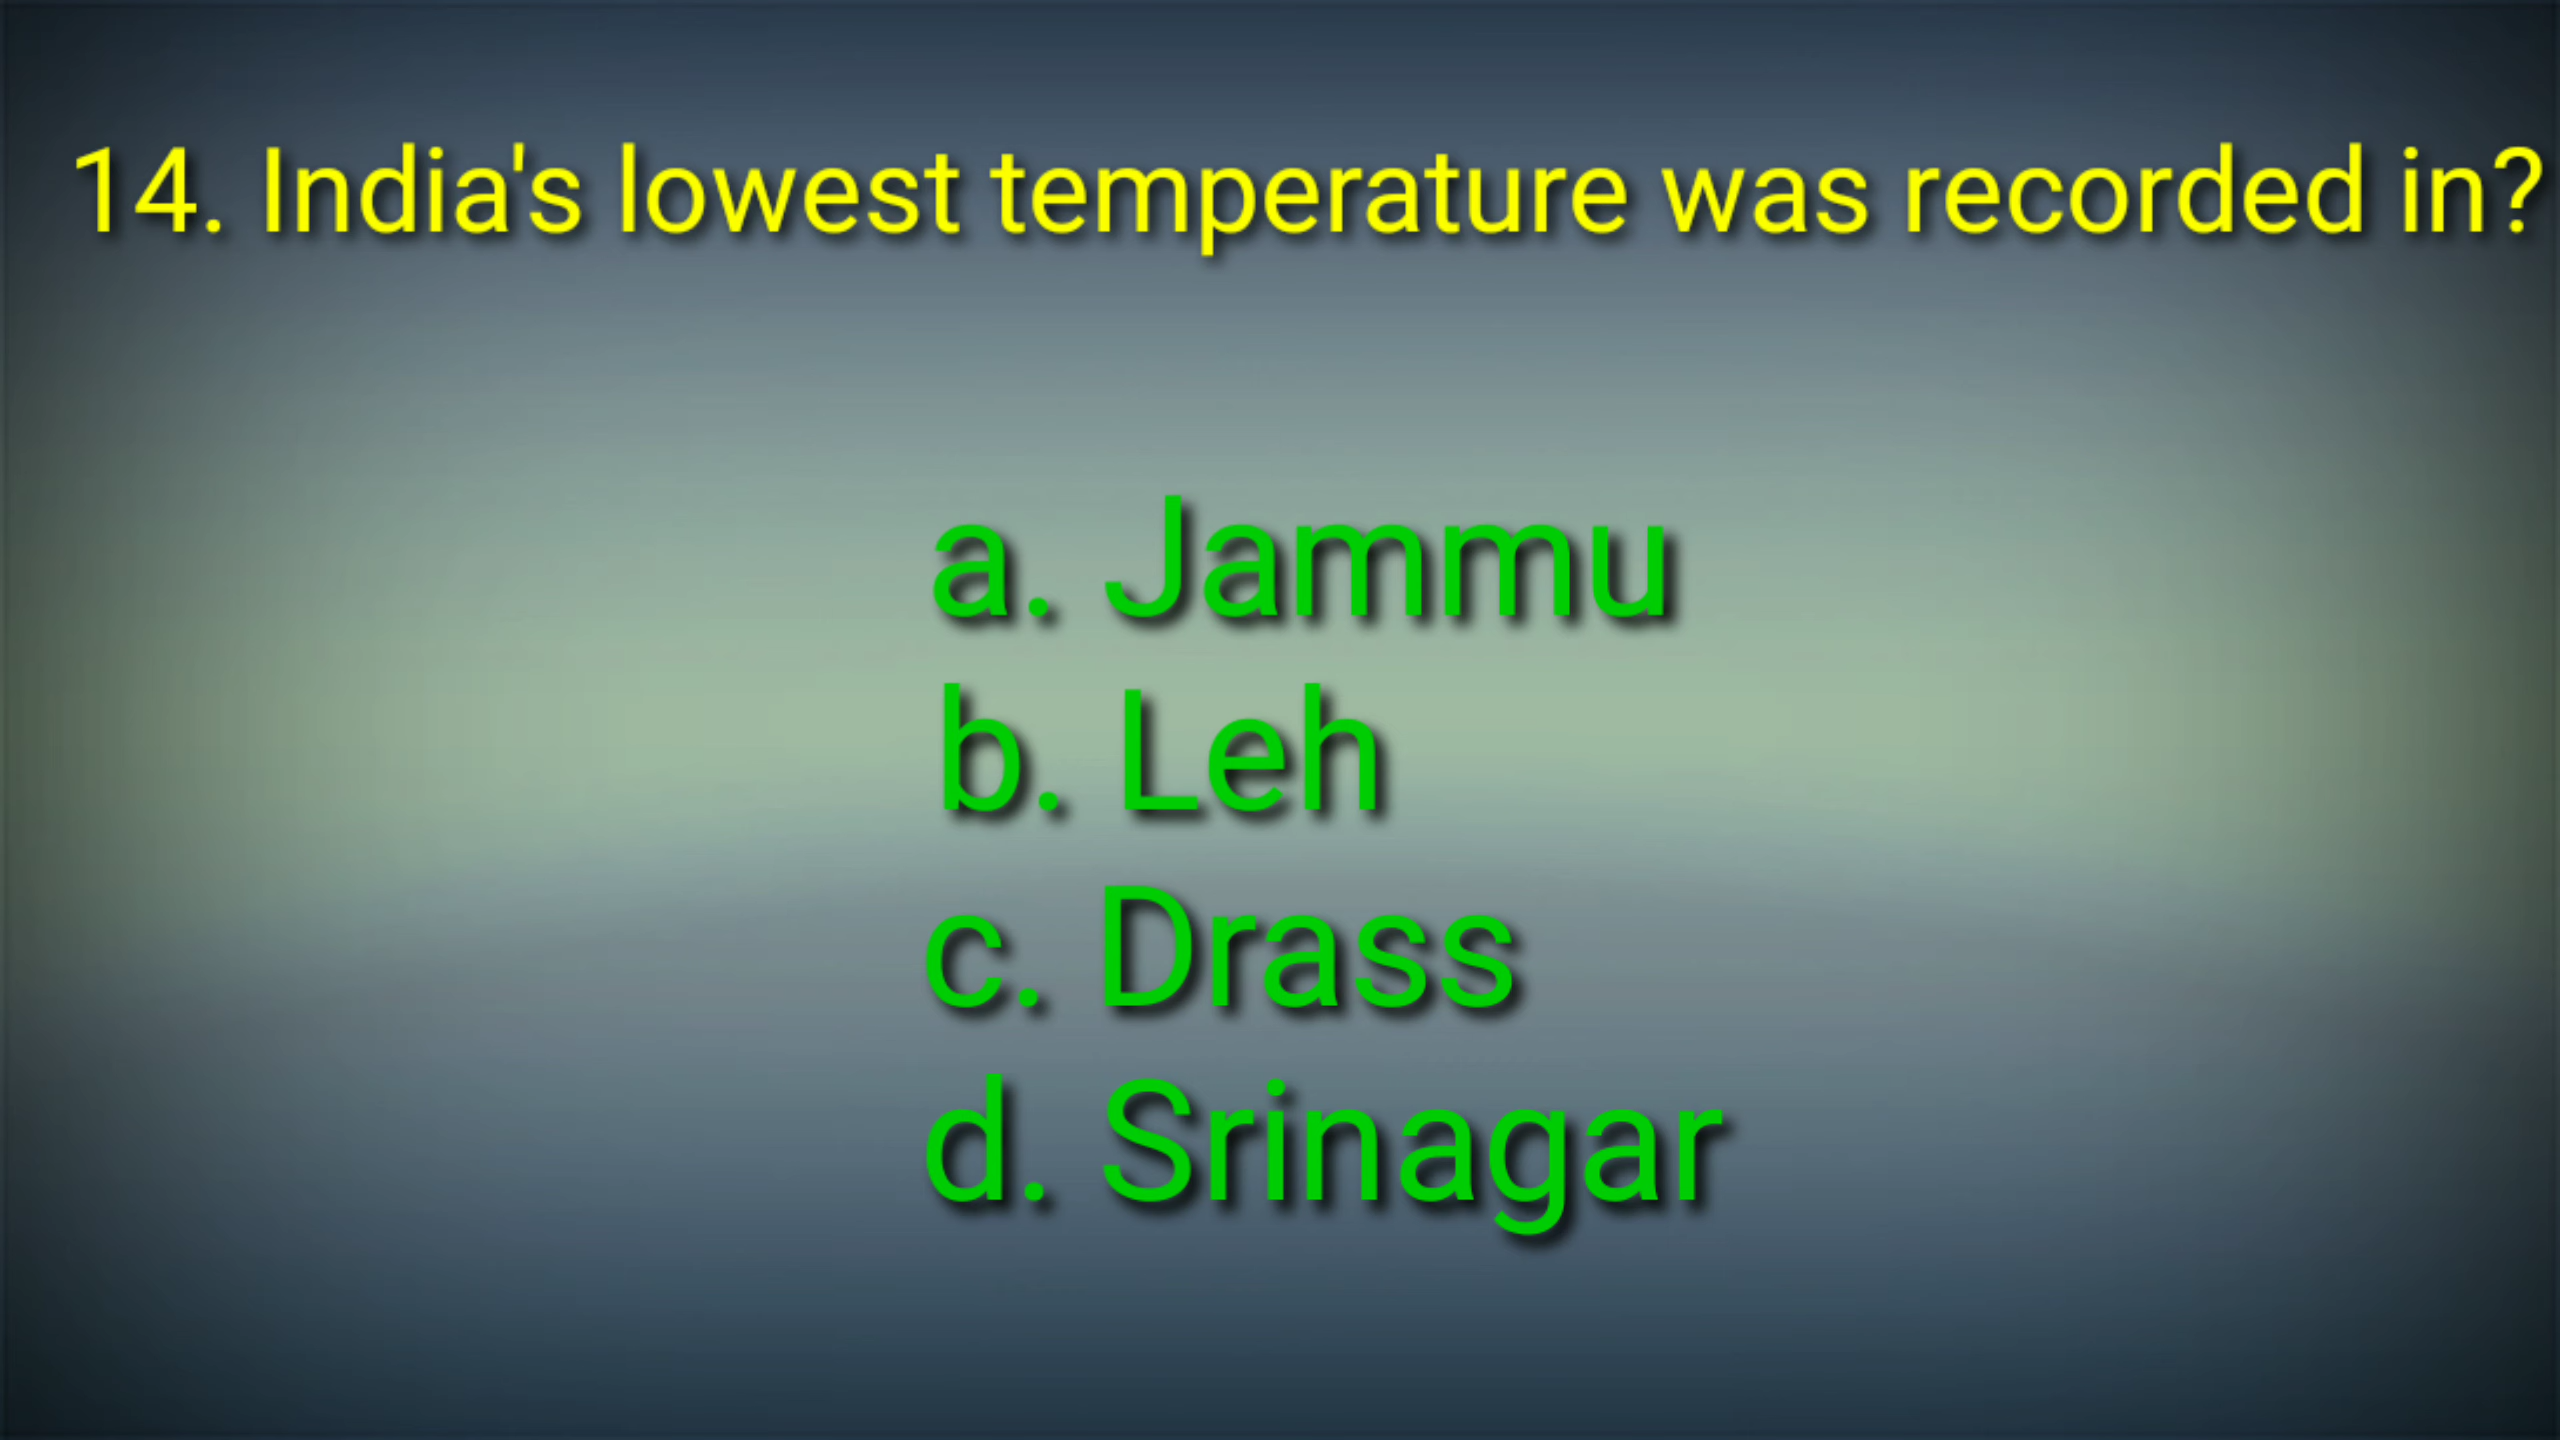 14. India's lowest temperature was recorded in?
a. Jammu
b. Leh
c. Drass
d. Srinagar